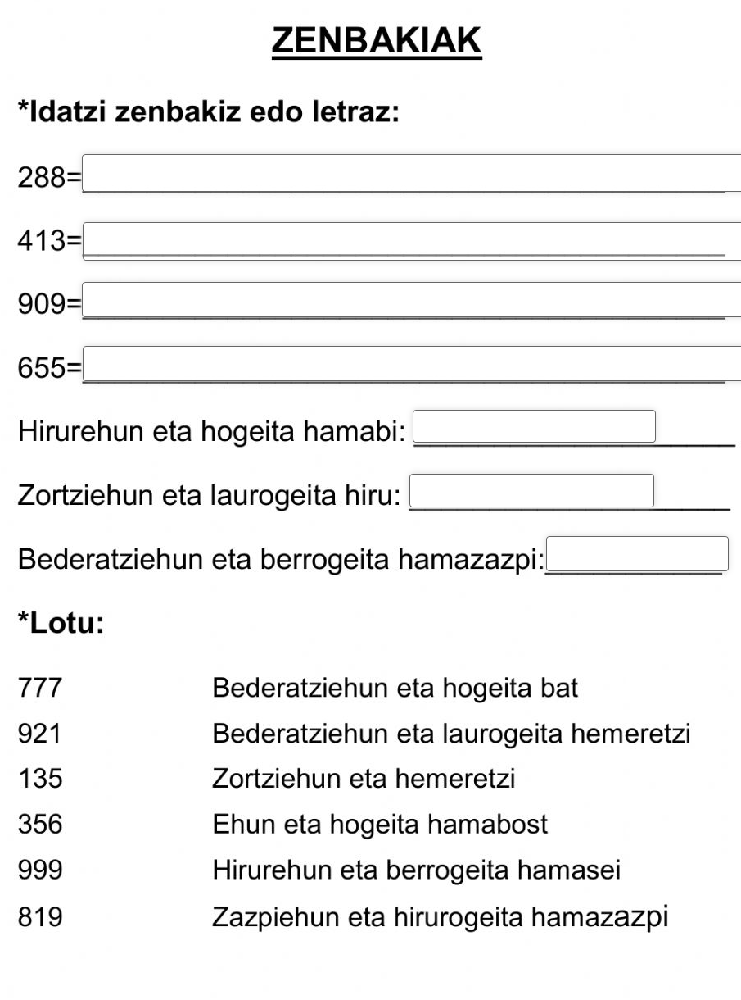 ZENBAKIAK
*Idatzi zenbakiz edo letraz:
288=
413=
909=
655=
Hirurehun eta hogeita hamabi:
Zortziehun eta laurogeita hiru:
Bederatziehun eta berrogeita hamazazpi:
*Lotu:
777 Bederatziehun eta hogeita bat
921 Bederatziehun eta laurogeita hemeretzi
135 Zortziehun eta hemeretzi
356 Ehun eta hogeita hamabost
999 Hirurehun eta berrogeita hamasei
819 Zazpiehun eta hirurogeita hamazazpi